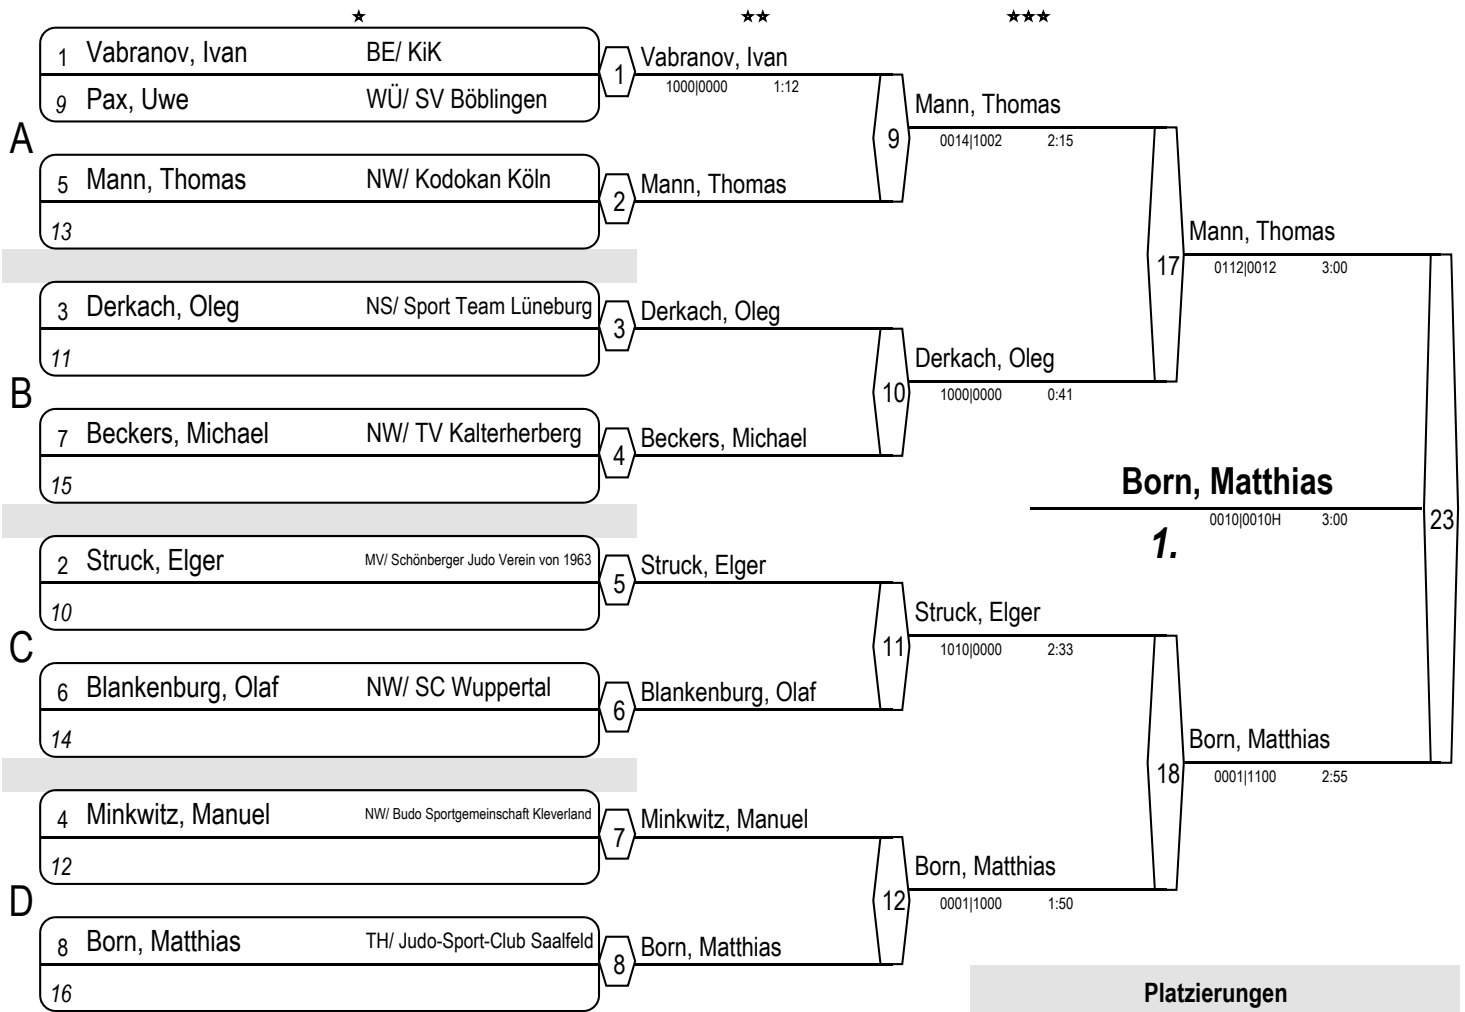 ★ ★★ ★★★
1 Vabranov, Ivan BE/ KiK
9 Pax, Uwe WÜ/ SV Böblingen
1 Vabranov, Ivan
1000|0000 1:12
A
5 Mann, Thomas NW/ Kodokan Köln
13
2 Mann, Thomas
9 Mann, Thomas
0014|1002 2:15
3 Derkach, Oleg NS/ Sport Team Lüneburg
11
3 Derkach, Oleg
B
7 Beckers, Michael NW/ TV Kalterherberg
15
4 Beckers, Michael
10 Derkach, Oleg
1000|0000 0:41
17 Mann, Thomas
0112|0012 3:00
2 Struck, Elger MV/ Schönberger Judo Verein von 1963
10
5 Struck, Elger
C
6 Blankenburg, Olaf NW/ SC Wuppertal
14
6 Blankenburg, Olaf
11 Struck, Elger
1010|0000 2:33
4 Minkwitz, Manuel NW/ Budo Sportgemeinschaft Kleverland
12
7 Minkwitz, Manuel
D
8 Born, Matthias TH/ Judo-Sport-Club Saalfeld
16
8 Born, Matthias
12 Born, Matthias
0001|1000 1:50
18 Born, Matthias
0001|1100 2:55
Born, Matthias
0010|0010H 3:00
23
1.
Platzierungen